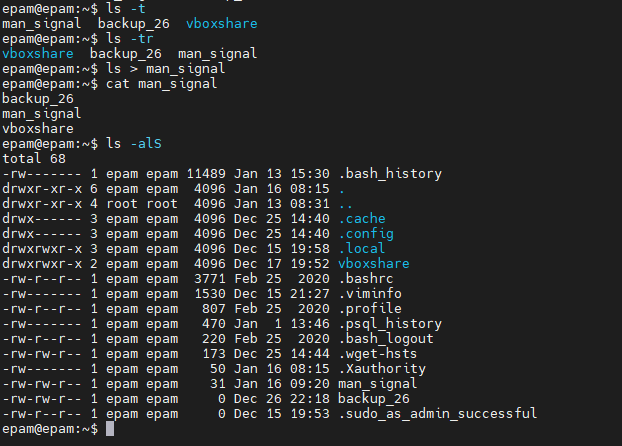 epam@epam:~$ ls -t
man_signal  backup_26  vboxshare
epam@epam:~$ ls -tr
vboxshare  backup_26  man_signal
epam@epam:~$ ls > man_signal
epam@epam:~$ cat man_signal
backup_26
man_signal
vboxshare
epam@epam:~$ ls -alS
total 68
-rw------- 1 epam epam 11489 Jan 13 15:30 .bash_history
drwxr-xr-x 6 epam epam  4096 Jan 16 08:15 .
drwxr-xr-x 4 root root  4096 Jan 13 08:31 ..
drwx------ 3 epam epam  4096 Dec 25 14:40 .cache
drwx------ 3 epam epam  4096 Dec 25 14:40 .config
drwxrwxr-x 3 epam epam  4096 Dec 15 19:58 .local
drwxrwxr-x 2 epam epam  4096 Dec 17 19:52 vboxshare
-rw-r--r-- 1 epam epam  3771 Feb 25  2020 .bashrc
-rw------- 1 epam epam  1530 Dec 15 21:27 .viminfo
-rw-r--r-- 1 epam epam   807 Feb 25  2020 .profile
-rw------- 1 epam epam   470 Jan  1 13:46 .psql_history
-rw-r--r-- 1 epam epam   220 Feb 25  2020 .bash_logout
-rw-rw-r-- 1 epam epam   173 Dec 25 14:44 .wget-hsts
-rw------- 1 epam epam    50 Jan 16 08:15 .Xauthority
-rw-rw-r-- 1 epam epam    31 Jan 16 09:20 man_signal
-rw-rw-r-- 1 epam epam     0 Dec 26 22:18 backup_26
-rw-r--r-- 1 epam epam     0 Dec 15 19:53 .sudo_as_admin_successful
epam@epam:~$